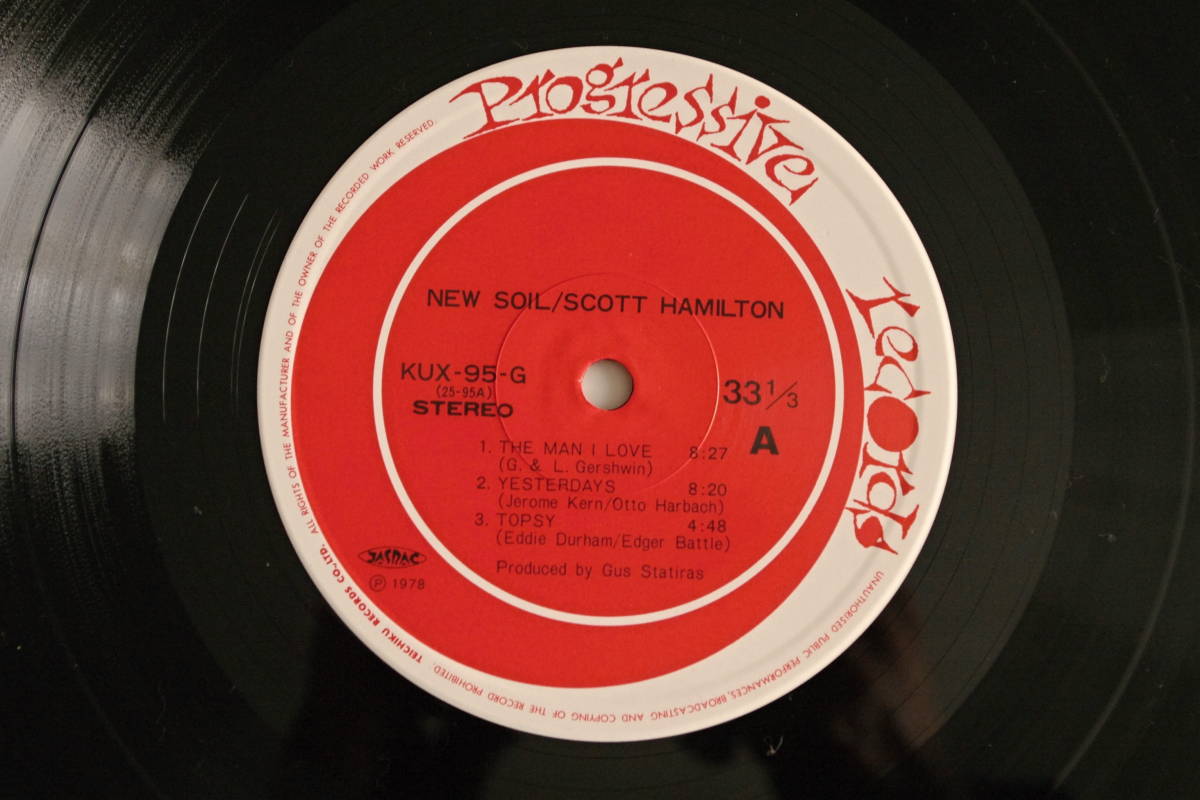 Progressive
records
NEW SOIL/SCOTT HAMILTON
KUX-95-G
(25-95A)
STEREO
33 1/3
A
1. THE MAN I LOVE 8:27
(G. & L. Gershwin)
2. YESTERDAYS 8:20
(Jerome Kern/Otto Harbach)
3. TOPSY 4:48
(Eddie Durham/Edger Battle)
Produced by Gus Statiras
JASRAC
℗ 1978
TEICHIKU RECORDS CO., LTD. ALL RIGHTS OF THE MANUFACTURER AND OF THE OWNER OF THE RECORDED WORK RESERVED.
UNAUTHORISED PUBLIC PERFORMANCES, BROADCASTING AND COPYING OF THE RECORD PROHIBITED.